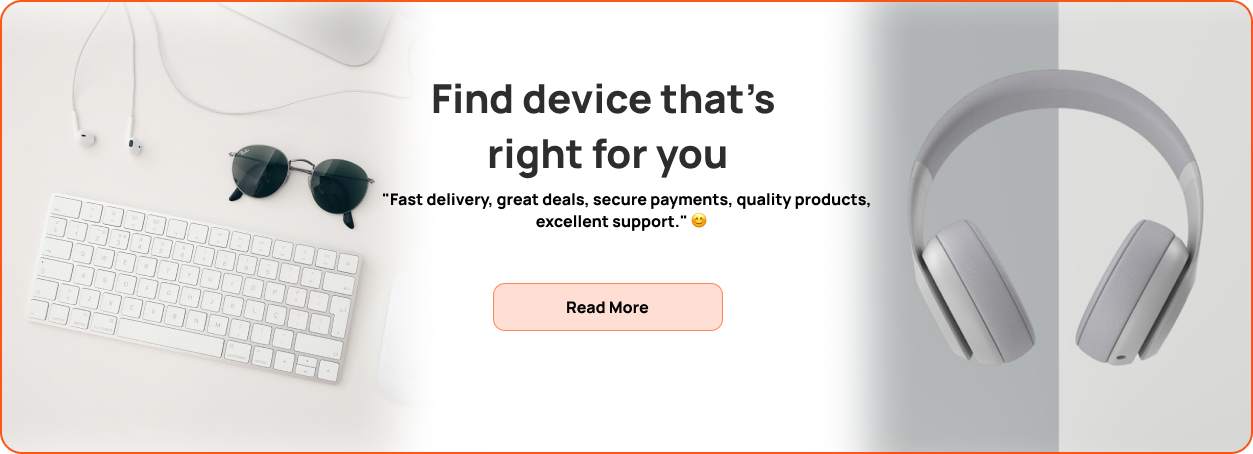 Find device that's
right for you
"Fast delivery, great deals, secure payments, quality products,
excellent support." 😊
Read More